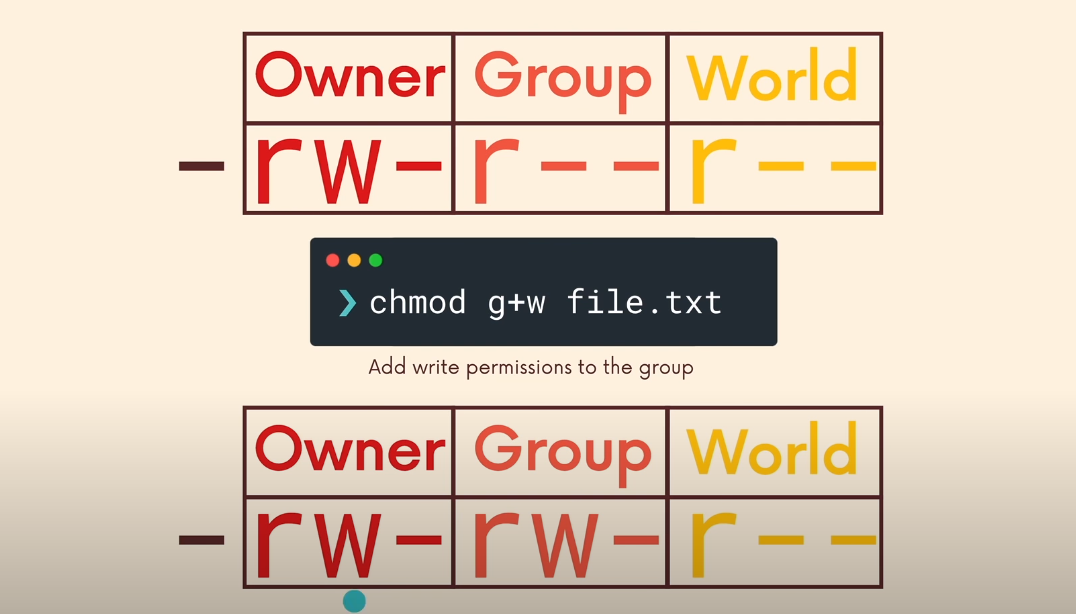 Owner Group World
-rw- r-- r--
❯ chmod g+w file.txt
Add write permissions to the group
Owner Group World
-rw- rw- r--